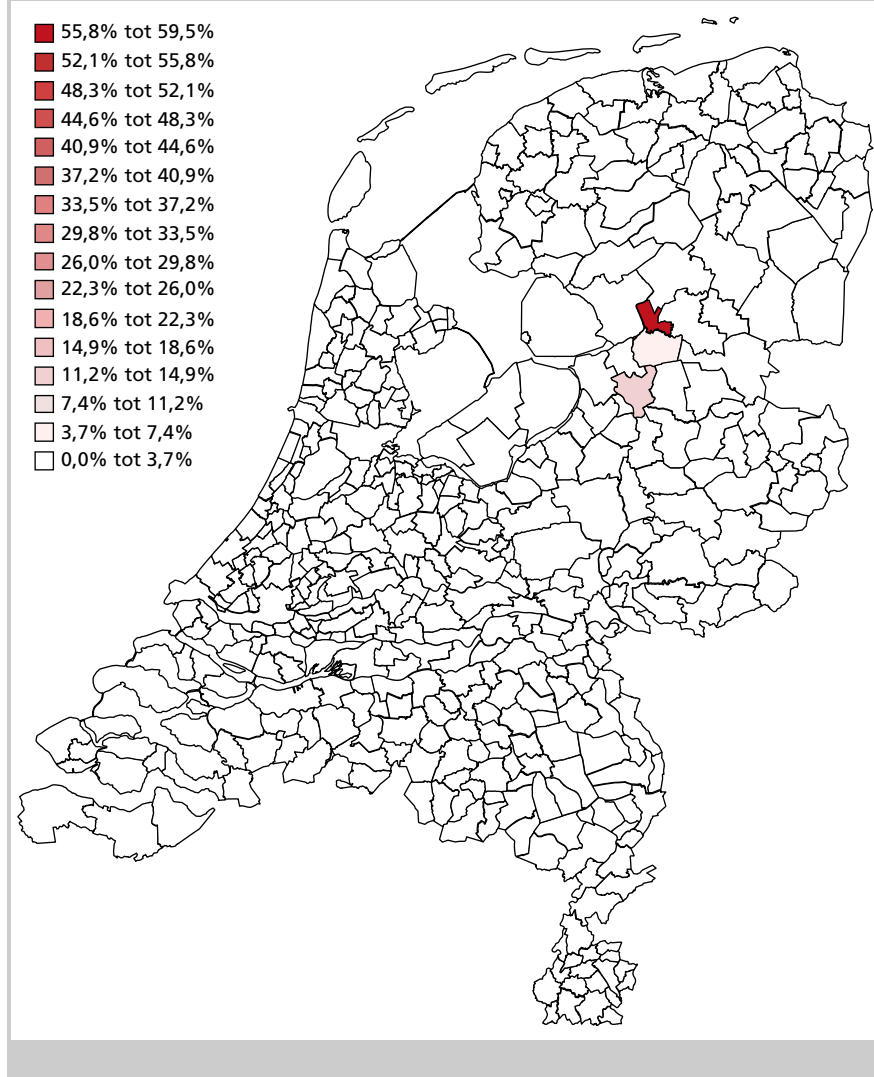 55,8% tot 59,5%
52,1% tot 55,8%
48,3% tot 52,1%
44,6% tot 48,3%
40,9% tot 44,6%
37,2% tot 40,9%
33,5% tot 37,2%
29,8% tot 33,5%
26,0% tot 29,8%
22,3% tot 26,0%
18,6% tot 22,3%
14,9% tot 18,6%
11,2% tot 14,9%
7,4% tot 11,2%
3,7% tot 7,4%
0,0% tot 3,7%